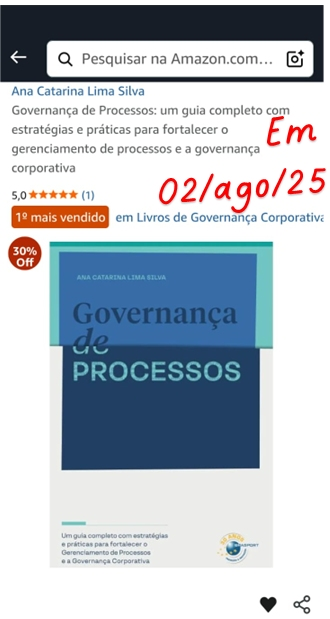 Pesquisar na Amazon.com...
Ana Catarina Lima Silva
Governança de Processos: um guia completo com
estratégias e práticas para fortalecer o
gerenciamento de processos e a governança
corporativa
Em
02/ago/25
5,0 ★★★★★ (1)
1º mais vendido em Livros de Governança Corporativa
30%
Off
ANA CATARINA LIMA SILVA
Governança
de
PROCESSOS
Um guia completo com estratégias
e práticas para fortalecer o
Gerenciamento de Processos
e a Governança Corporativa